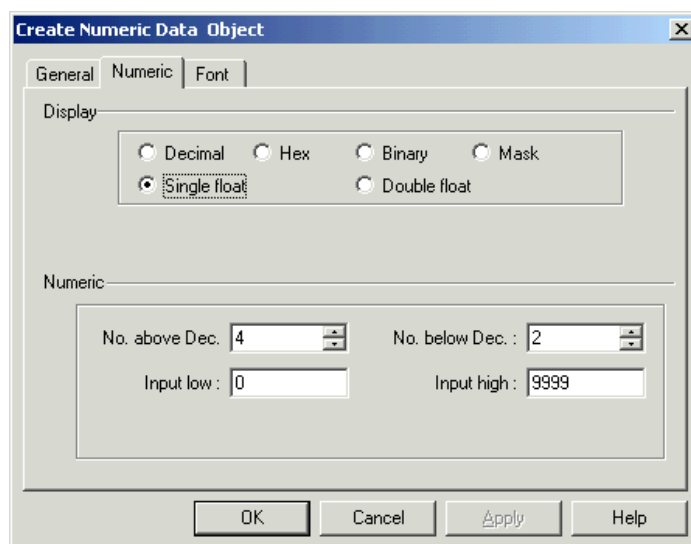 Create Numeric Data Object
General Numeric Font
Display
Decimal Hex Binary Mask
Single float Double float
Numeric
No. above Dec. 4 No. below Dec. : 2
Input low : 0 Input high : 9999
OK Cancel Apply Help